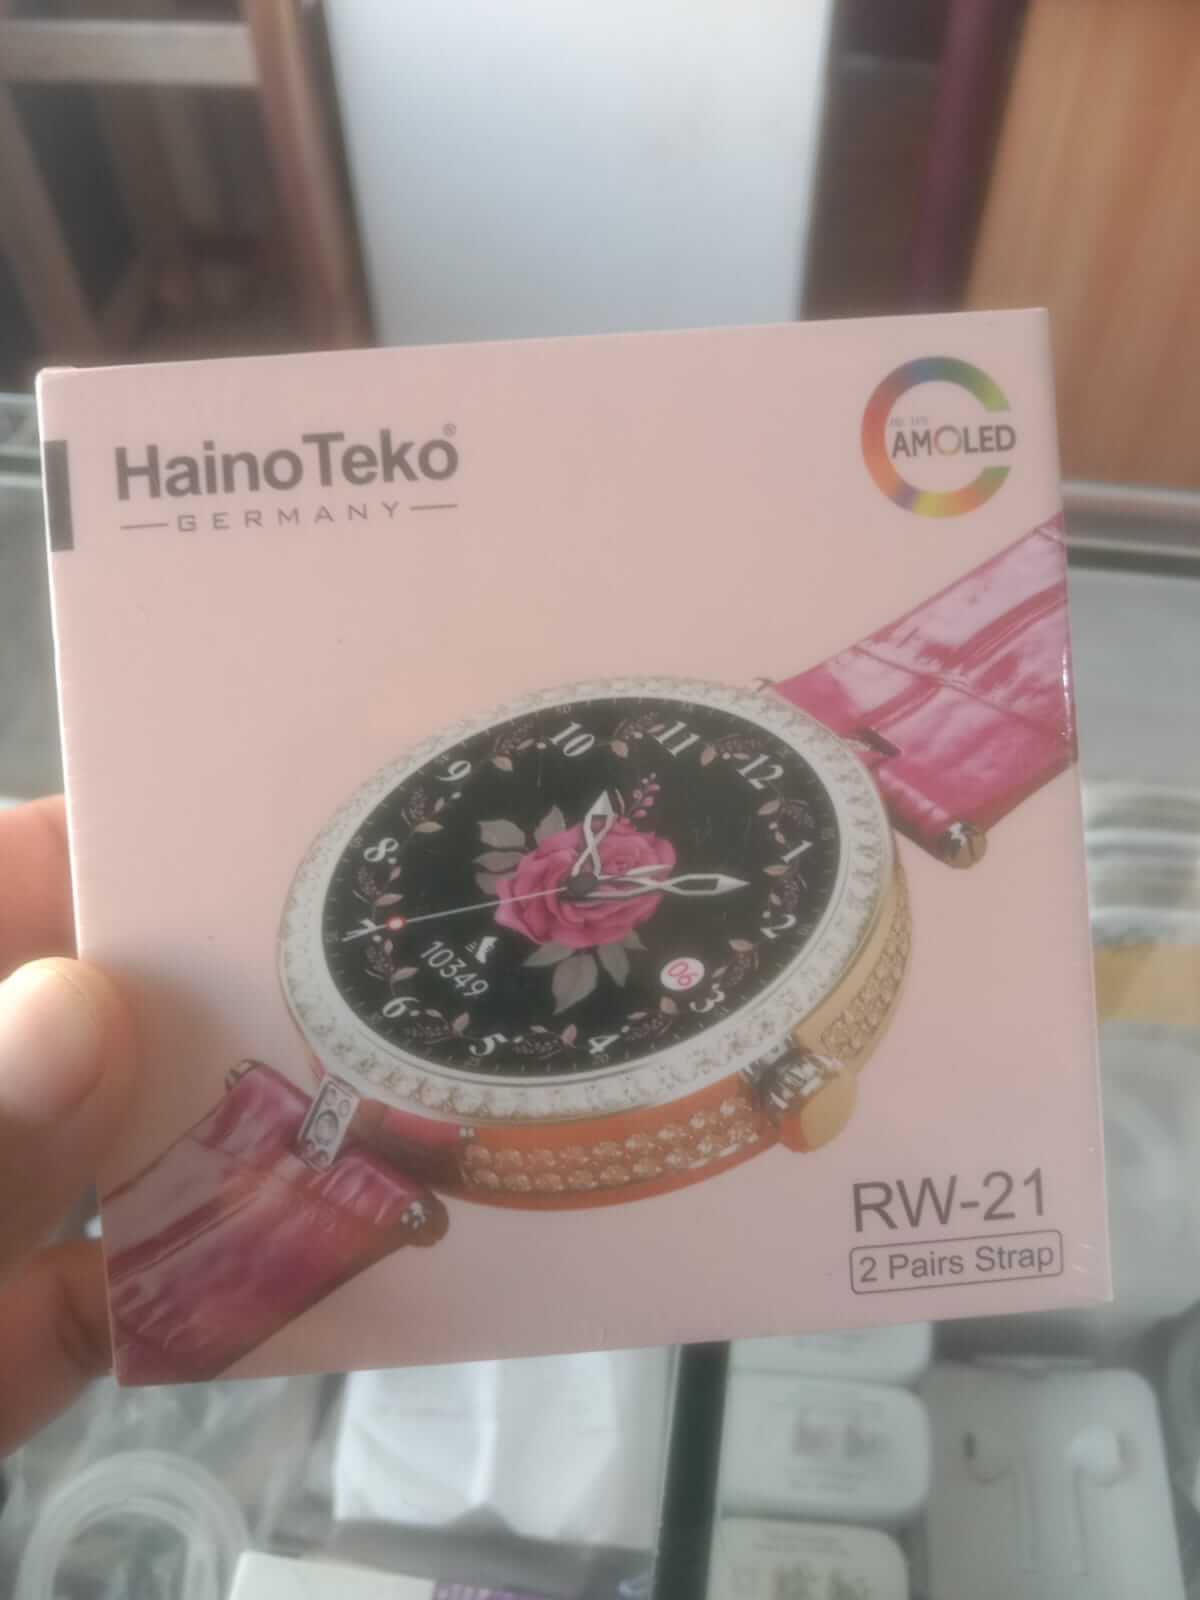 HainoTeko®
GERMANY
AMOLED
10
11
12
9
8
1
7
2
10349
06
6
3
5
4
RW-21
2 Pairs Strap